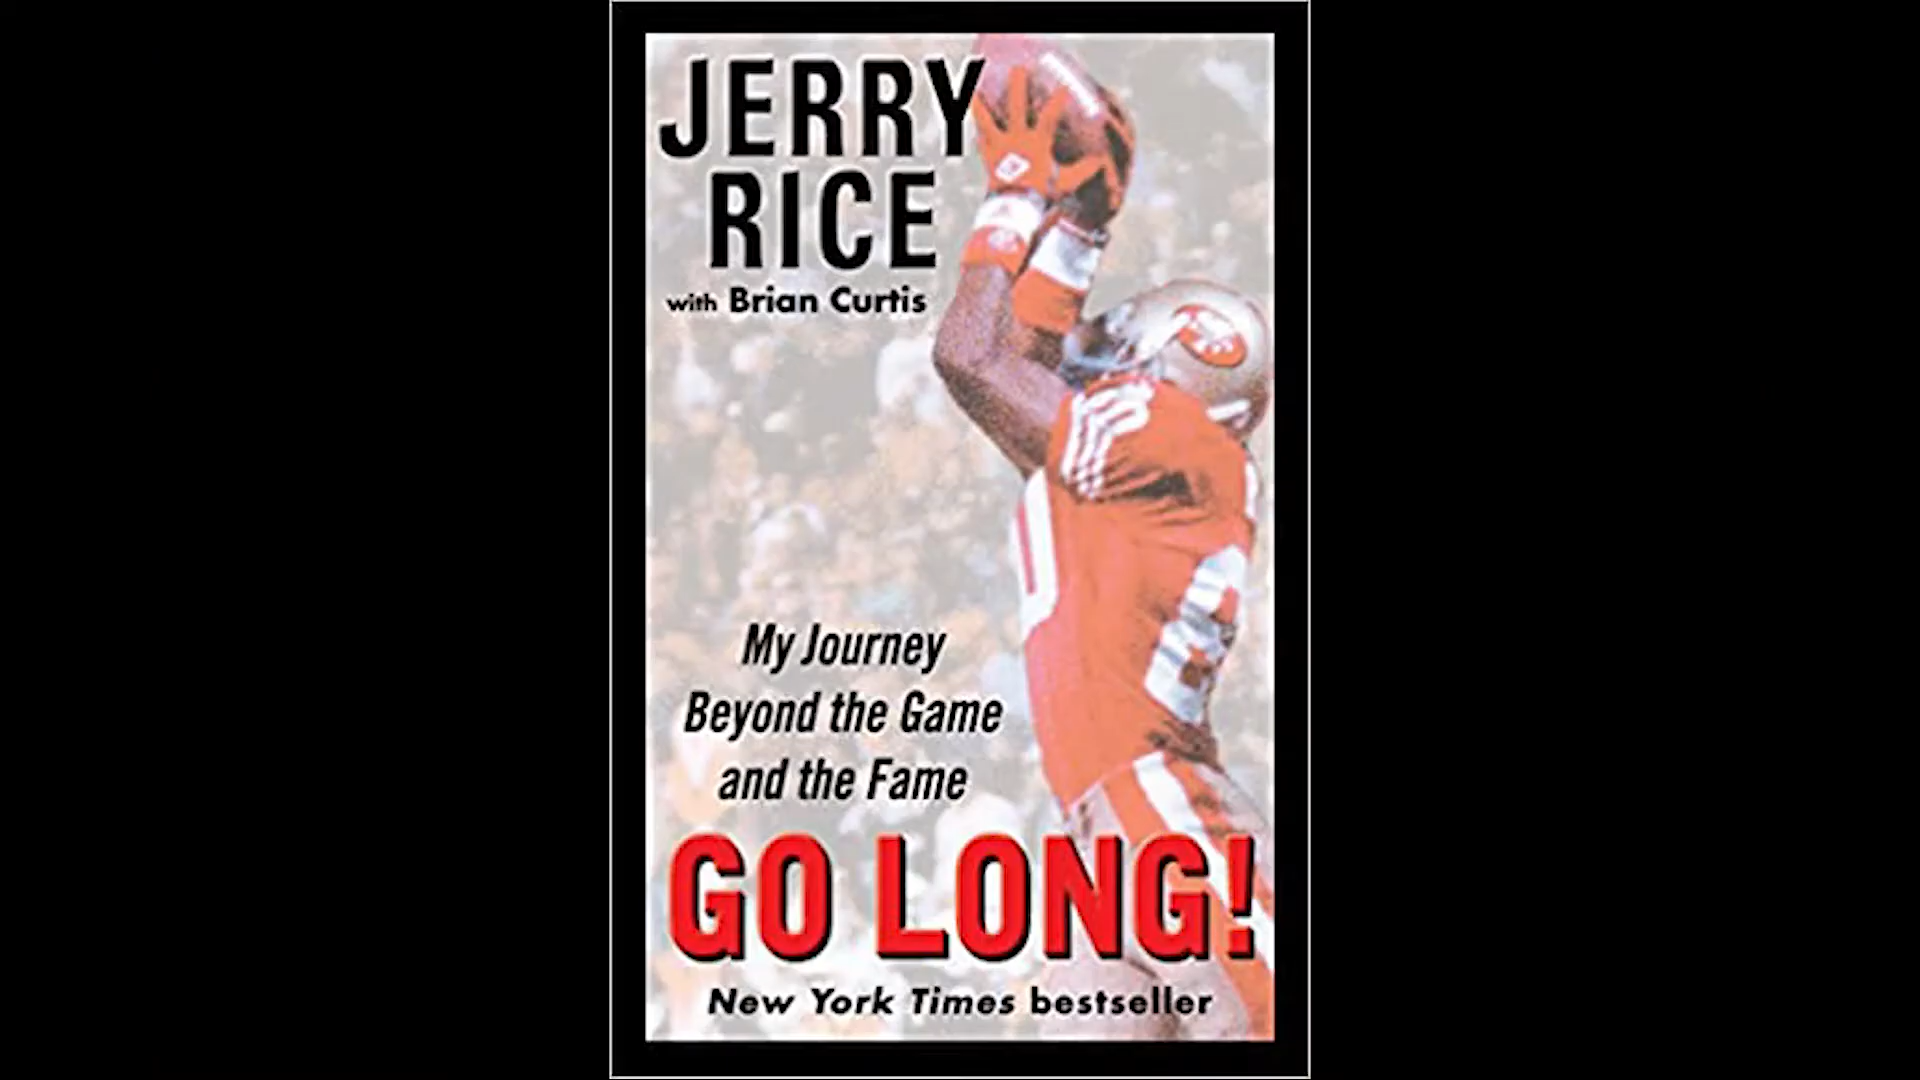 JERRY
RICE
with Brian Curtis
My Journey
Beyond the Game
and the Fame
GO LONG!
New York Times bestseller